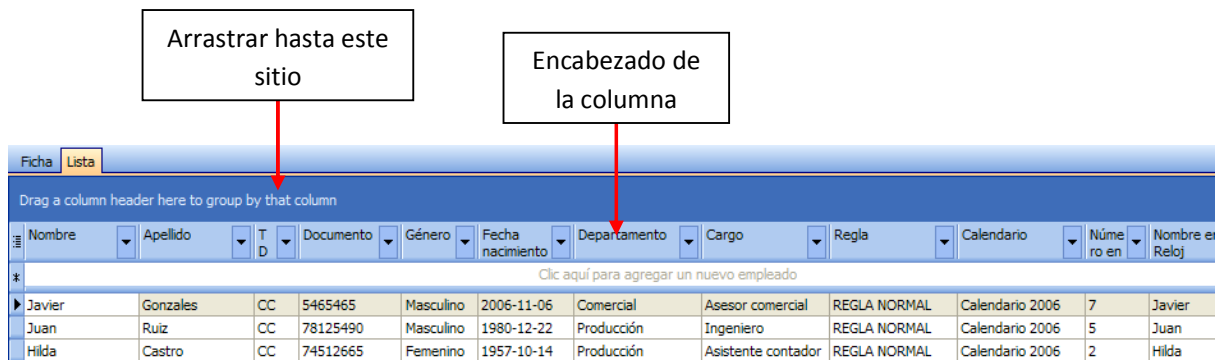 Arrastrar hasta este
sitio
Encabezado de
la columna
Ficha Lista
Drag a column header here to group by that column
Nombre Apellido T D Documento Género Fecha nacimiento Departamento Cargo Regla Calendario Núme ro en Nombre en Reloj
Clic aquí para agregar un nuevo empleado
Javier Gonzales CC 5465465 Masculino 2006-11-06 Comercial Asesor comercial REGLA NORMAL Calendario 2006 7 Javier
Juan Ruiz CC 78125490 Masculino 1980-12-22 Producción Ingeniero REGLA NORMAL Calendario 2006 5 Juan
Hilda Castro CC 74512665 Femenino 1957-10-14 Producción Asistente contador REGLA NORMAL Calendario 2006 2 Hilda